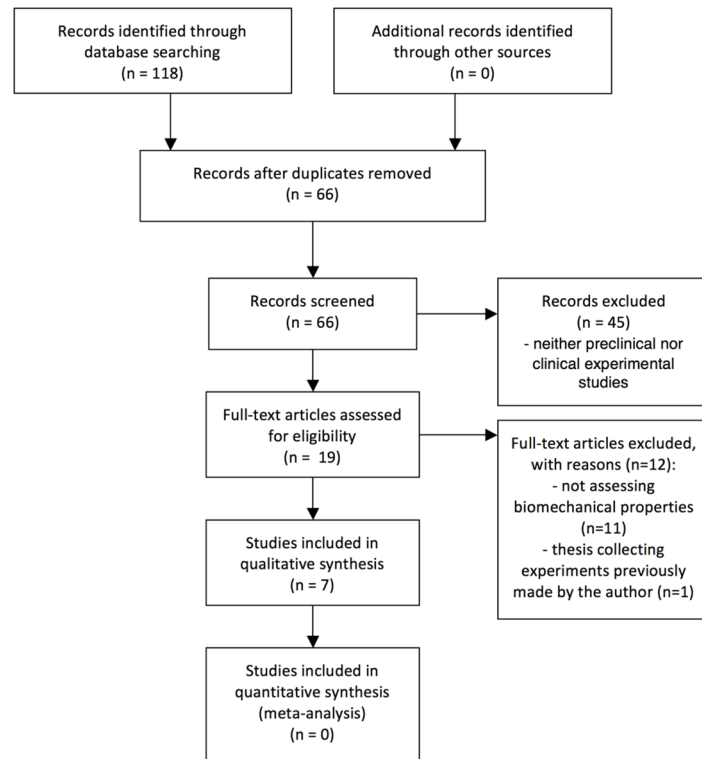 Records identified through
database searching
(n = 118)
Additional records identified
through other sources
(n = 0)
Records after duplicates removed
(n = 66)
Records screened
(n = 66)
Records excluded
(n = 45)
- neither preclinical nor
clinical experimental
studies
Full-text articles assessed
for eligibility
(n = 19)
Full-text articles excluded,
with reasons (n=12):
- not assessing
biomechanical properties
(n=11)
- thesis collecting
experiments previously
made by the author (n=1)
Studies included in
qualitative synthesis
(n = 7)
Studies included in
quantitative synthesis
(meta-analysis)
(n = 0)